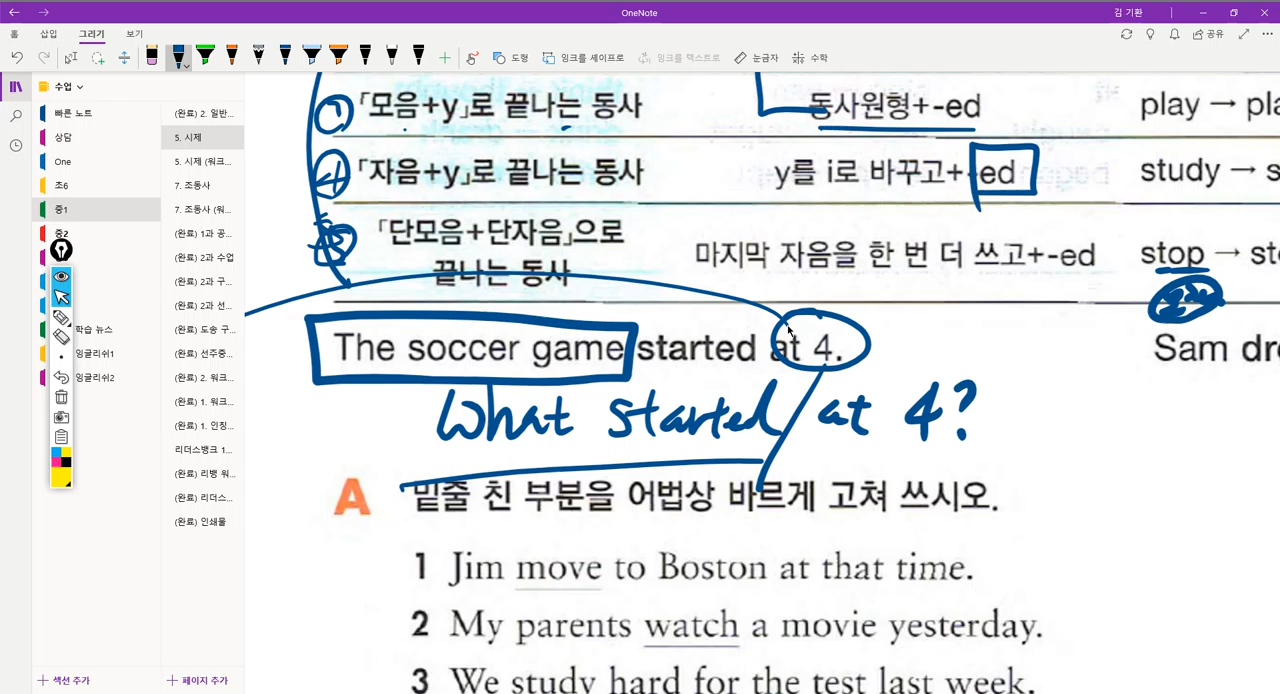 OneNote
김 기환
홈 삽입 그리기 보기
공유
도형 잉크를 셰이프로 잉크를 텍스트로 눈금자 수학
수업
빠른 노트
상담
One
초6
중1
중2
학습 뉴스
잉글리쉬1
잉글리쉬2
섹션 추가
(완료) 2. 일반...
5. 시제
5. 시제 (워크...
7. 조동사
7. 조동사 (워...
(완료) 1과 공...
(완료) 2과 수업
(완료) 2과 구...
(완료) 2과 선...
(완료) 도송 구...
(완료) 선주중...
(완료) 2. 워크...
(완료) 1. 워크...
(완료) 1. 인칭...
리더스뱅크 1...
(완료) 리뱅 워...
(완료) 리더스...
(완료) 인쇄물
페이지 추가
「모음+y」로 끝나는 동사 동사원형+-ed play → pla
「자음+y」로 끝나는 동사 y를 i로 바꾸고+-ed study → s
「단모음+단자음」으로
끝나는 동사
마지막 자음을 한 번 더 쓰고+-ed stop → sto
The soccer game started at 4. Sam dr
What started at 4?
A 밑줄 친 부분을 어법상 바르게 고쳐 쓰시오.
1 Jim move to Boston at that time.
2 My parents watch a movie yesterday.
3 We study hard for the test last week.